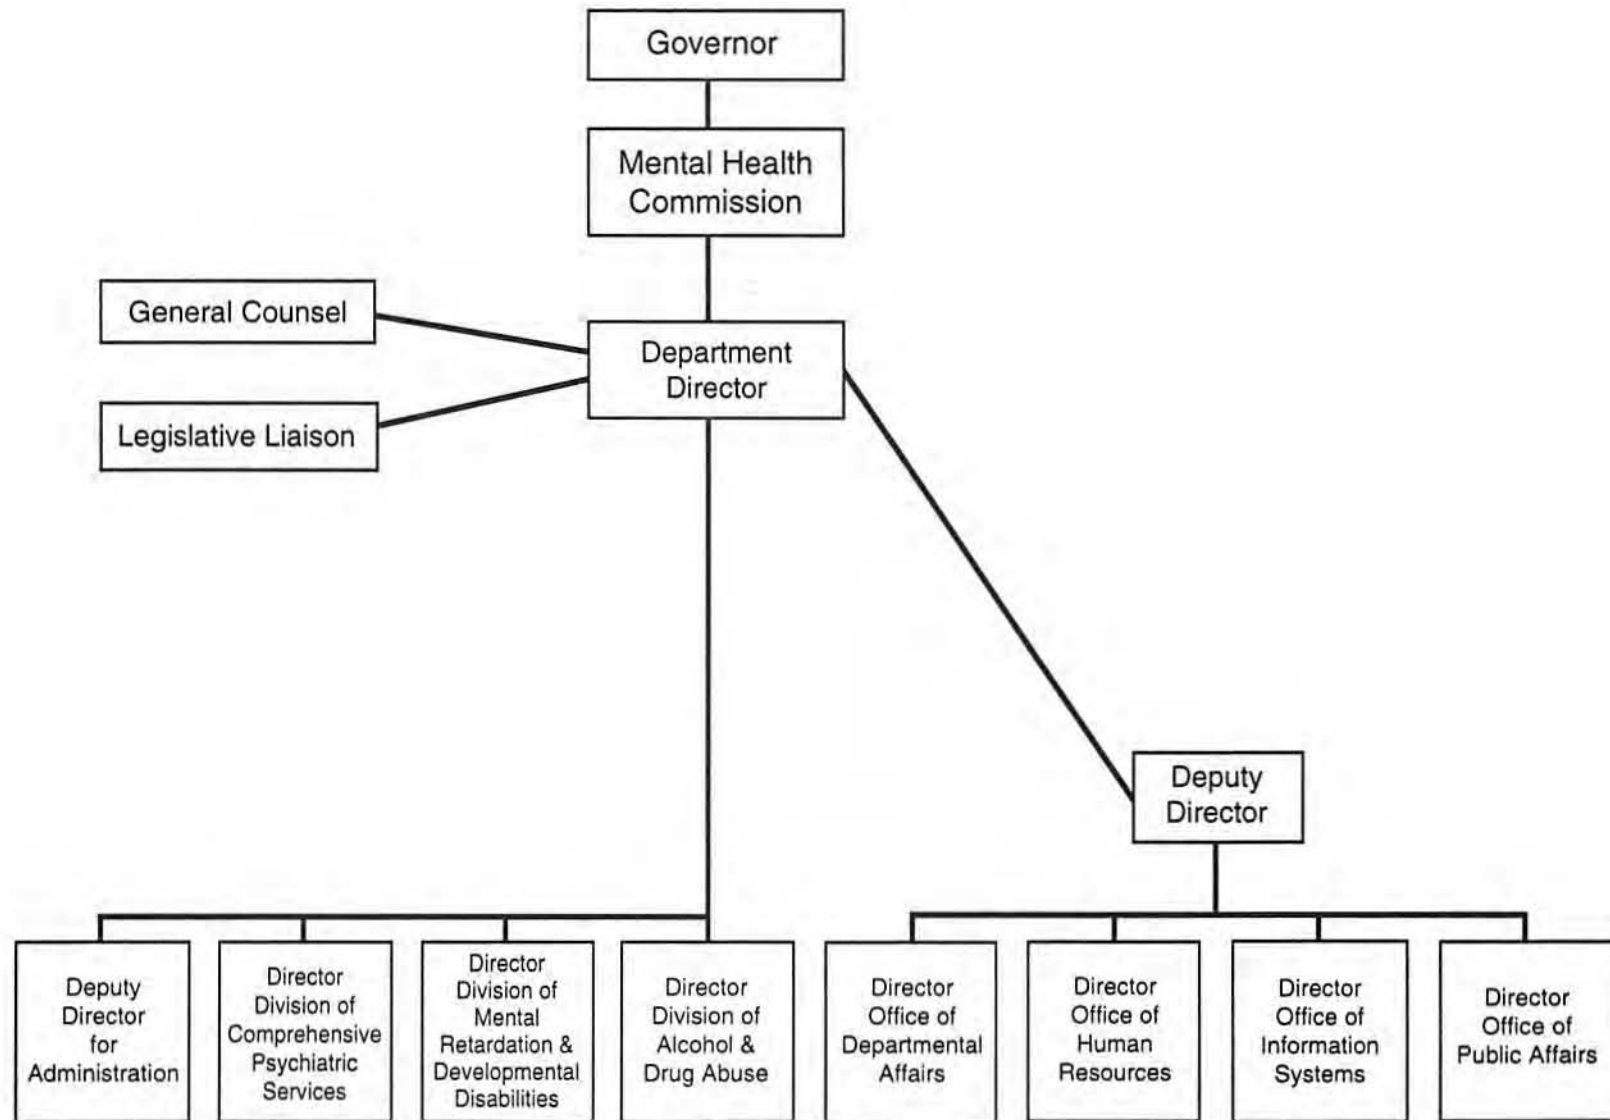 Governor
Mental Health
Commission
General Counsel
Department
Director
Legislative Liaison
Deputy
Director
Deputy
Director
for
Administration
Director
Division of
Comprehensive
Psychiatric
Services
Director
Division of
Mental
Retardation &
Developmental
Disabilities
Director
Division of
Alcohol &
Drug Abuse
Director
Office of
Departmental
Affairs
Director
Office of
Human
Resources
Director
Office of
Information
Systems
Director
Office of
Public Affairs